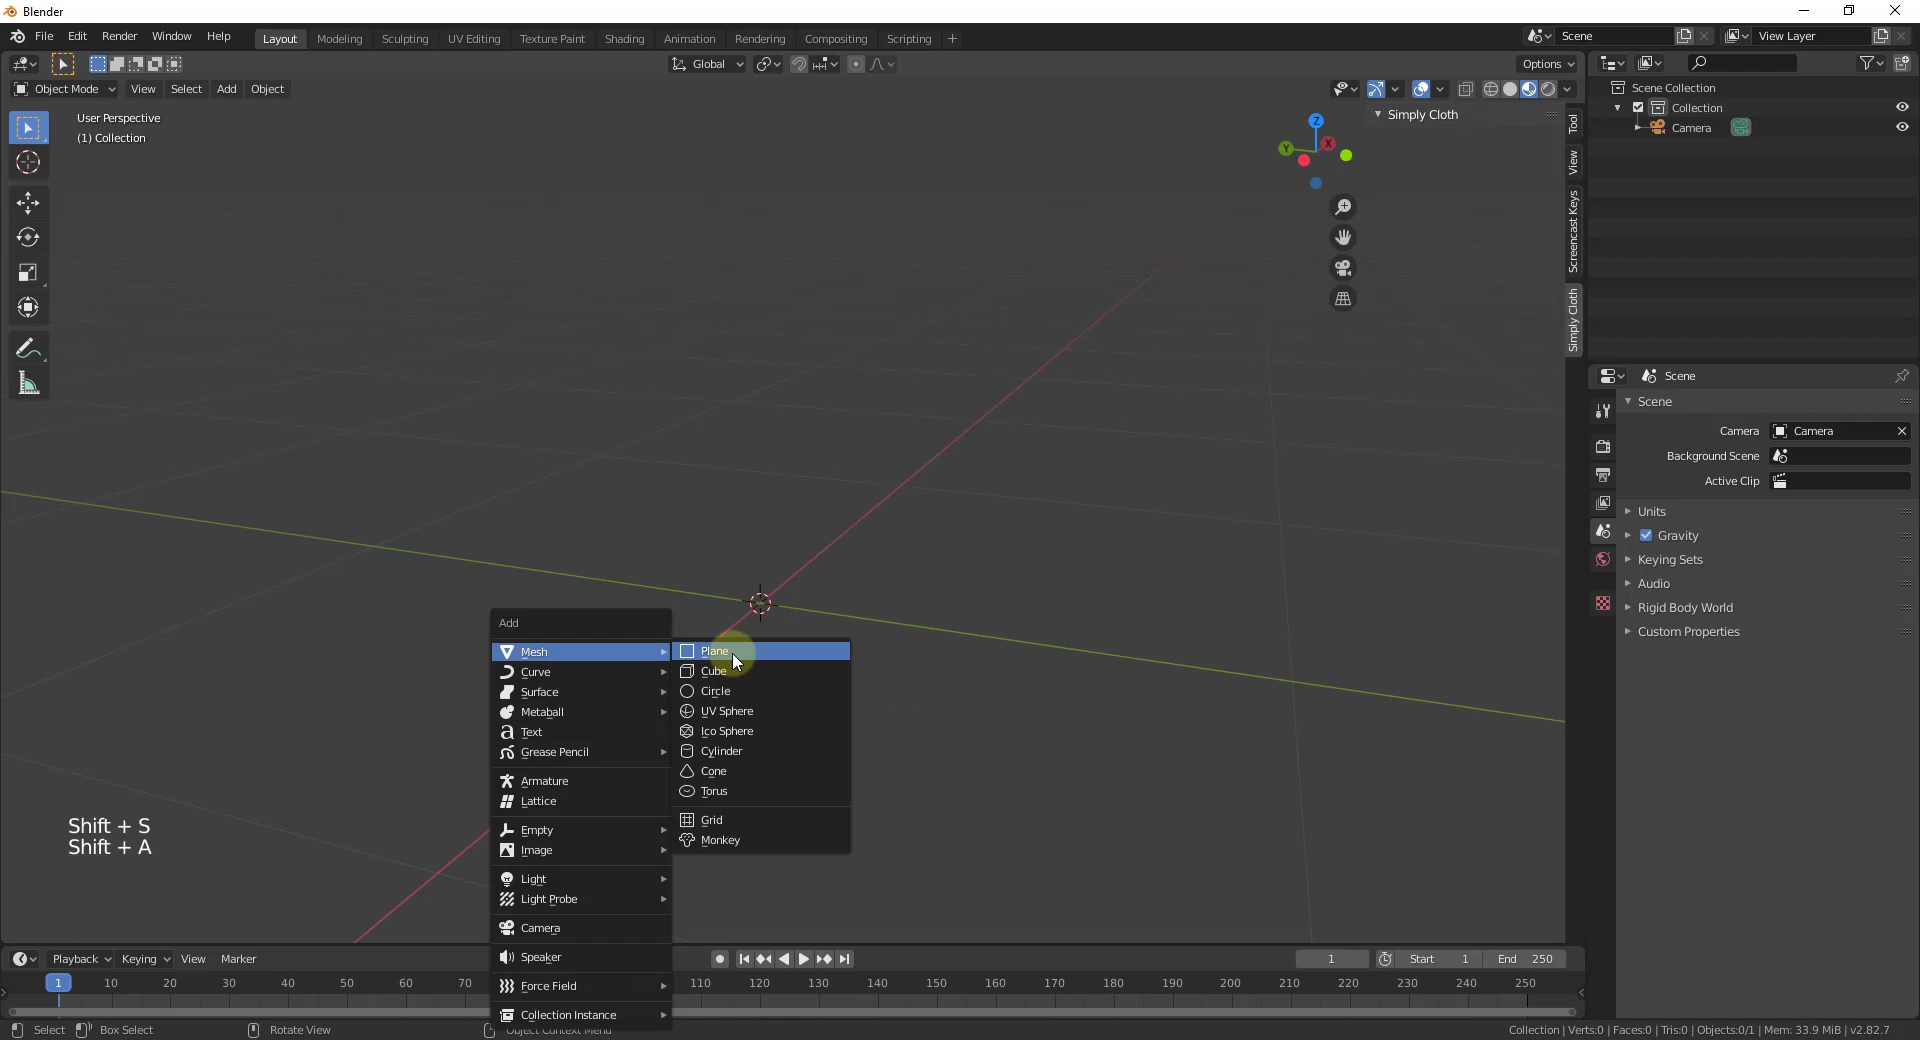 Blender
File Edit Render Window Help Layout Modeling Sculpting UV Editing Texture Paint Shading Animation Rendering Compositing Scripting + Scene View Layer
Global Options
Object Mode View Select Add Object
User Perspective
(1) Collection
Z
Y X
Simply Cloth
Tool
View
Screencast Keys
Simply Cloth
Scene Collection
Collection
Camera
Scene
Scene
Camera Camera
Background Scene
Active Clip
Units
Gravity
Keying Sets
Audio
Rigid Body World
Custom Properties
Add
Mesh
Curve
Surface
Metaball
Text
Grease Pencil
Armature
Lattice
Empty
Image
Light
Light Probe
Camera
Speaker
Force Field
Collection Instance
Plane
Cube
Circle
UV Sphere
Ico Sphere
Cylinder
Cone
Torus
Grid
Monkey
Shift + S
Shift + A
Playback Keying View Marker 1 Start 1 End 250
1 10 20 30 40 50 60 70 110 120 130 140 150 160 170 180 190 200 210 220 230 240 250
Select Box Select Rotate View Object Context Menu Collection | Verts:0 | Faces:0 | Tris:0 | Objects:0/1 | Mem: 33.9 MiB | v2.82.7